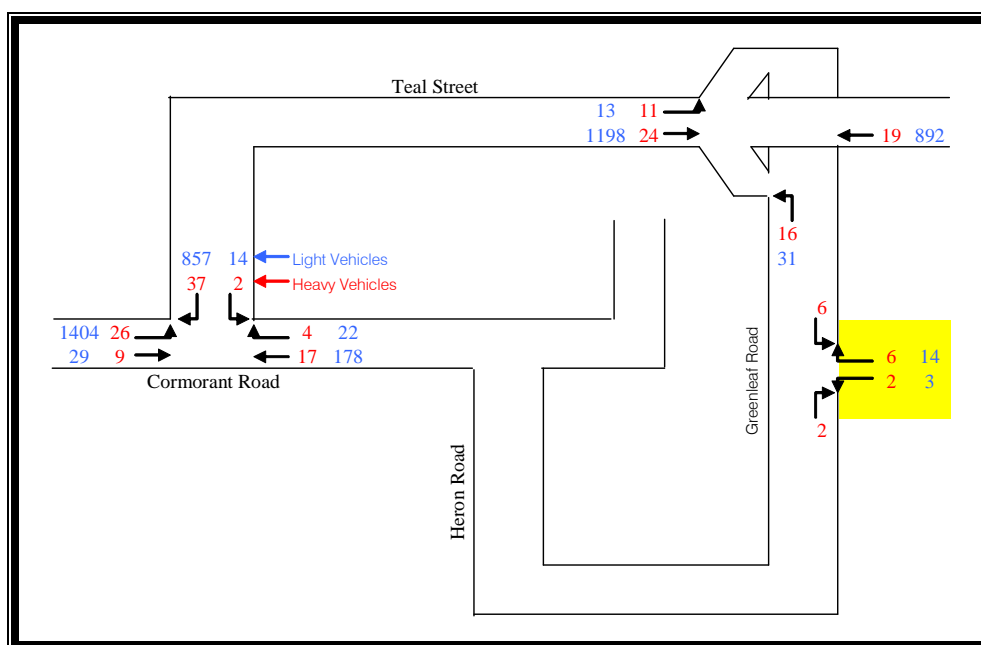 Teal Street
13 11
1198 24
19 892
16
31
857 14 Light Vehicles
37 2 Heavy Vehicles
6
1404 26
4 22
29 9
17 178
6 14
2 3
Cormorant Road
Greenleaf Road
2
Heron Road